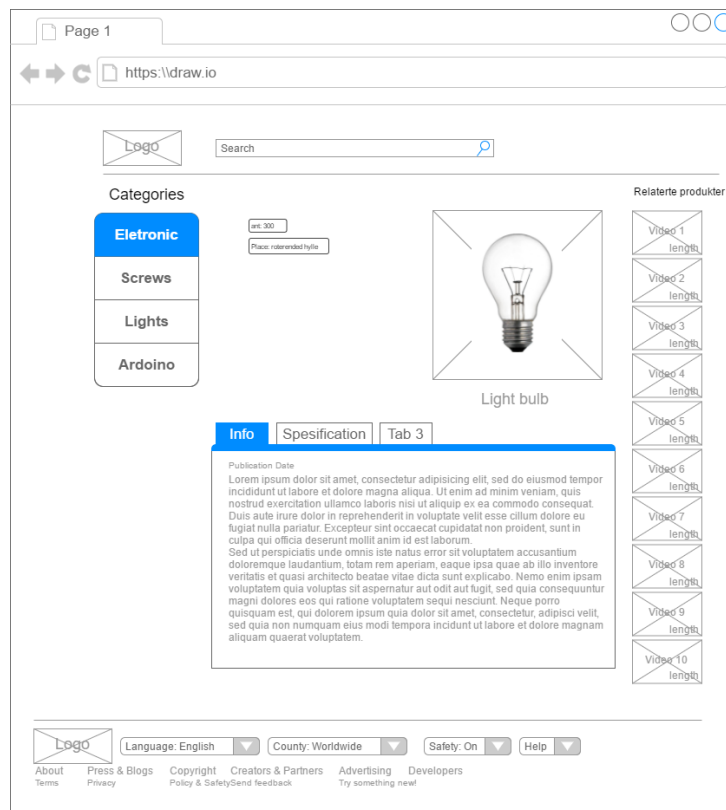 Page 1
https:\\draw.io
Logo
Search
Categories
Relaterte produkter
Eletronic
Screws
Lights
Ardoino
ant: 300
Place: roterended hylle
Light bulb
Video 1
length
Video 2
length
Video 3
length
Video 4
length
Video 5
length
Video 6
length
Video 7
length
Video 8
length
Video 9
length
Video 10
length
Info
Spesification
Tab 3
Publication Date
Lorem ipsum dolor sit amet, consectetur adipisicing elit, sed do eiusmod tempor
incididunt ut labore et dolore magna aliqua. Ut enim ad minim veniam, quis
nostrud exercitation ullamco laboris nisi ut aliquip ex ea commodo consequat.
Duis aute irure dolor in reprehenderit in voluptate velit esse cillum dolore eu
fugiat nulla pariatur. Excepteur sint occaecat cupidatat non proident, sunt in
culpa qui officia deserunt mollit anim id est laborum.
Sed ut perspiciatis unde omnis iste natus error sit voluptatem accusantium
doloremque laudantium, totam rem aperiam, eaque ipsa quae ab illo inventore
veritatis et quasi architecto beatae vitae dicta sunt explicabo. Nemo enim ipsam
voluptatem quia voluptas sit aspernatur aut odit aut fugit, sed quia consequuntur
magni dolores eos qui ratione voluptatem sequi nesciunt. Neque porro
quisquam est, qui dolorem ipsum quia dolor sit amet, consectetur, adipisci velit,
sed quia non numquam eius modi tempora incidunt ut labore et dolore magnam
aliquam quaerat voluptatem.
Logo
Language: English
County: Worldwide
Safety: On
Help
About Press & Blogs Copyright Creators & Partners Advertising Developers
Terms Privacy Policy & Safety Send feedback Try something new!